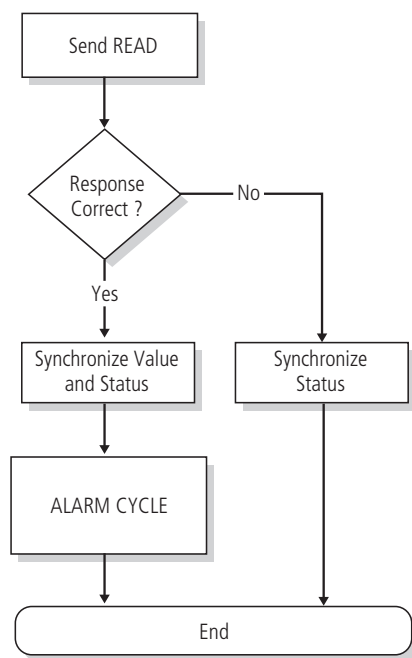 Send READ
Response
Correct ?
No
Yes
Synchronize Value
and Status
Synchronize
Status
ALARM CYCLE
End